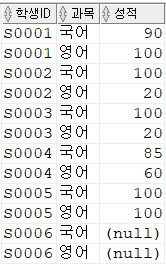 학생ID 과목 성적
S0001 국어 90
S0001 영어 100
S0002 국어 100
S0002 영어 20
S0003 국어 100
S0003 영어 20
S0004 국어 85
S0004 영어 60
S0005 국어 100
S0005 영어 100
S0006 국어 (null)
S0006 영어 (null)